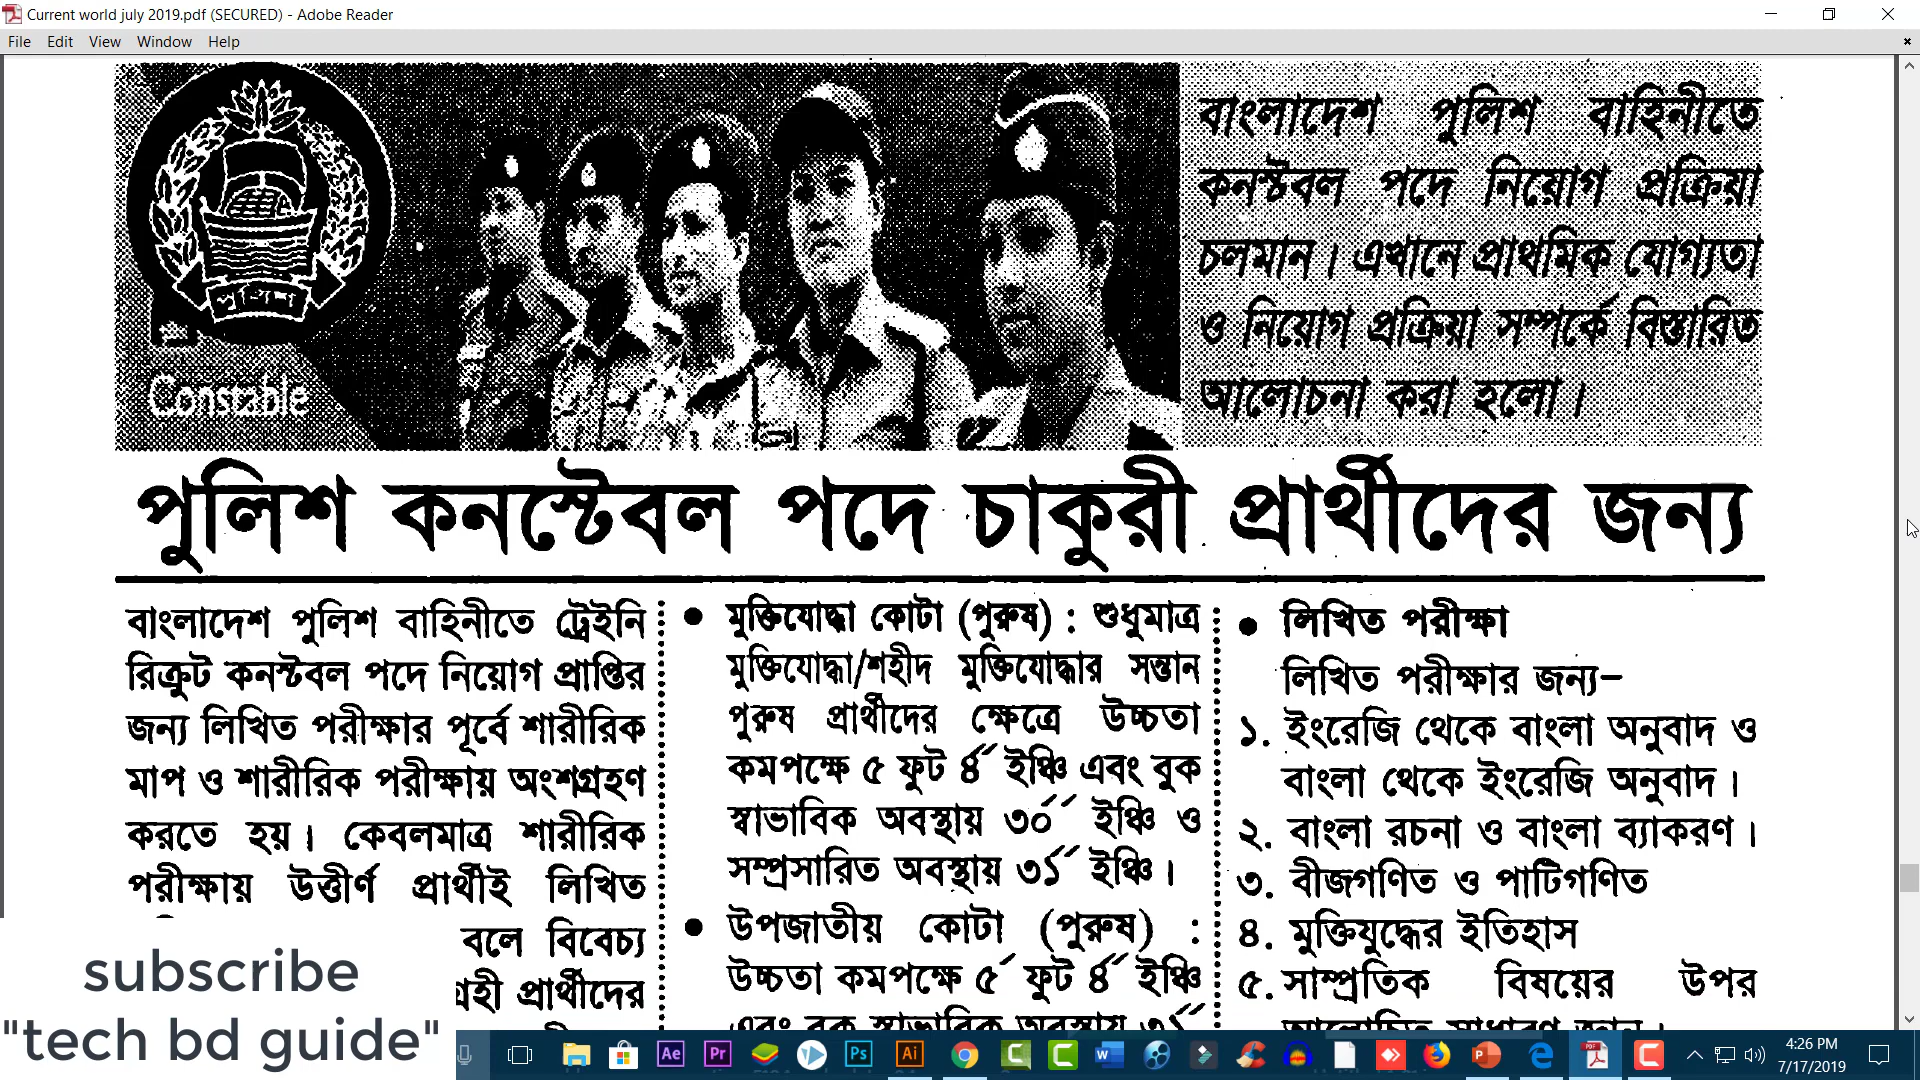 Current world july 2019.pdf (SECURED) - Adobe Reader
File Edit View Window Help
Constable
বাংলাদেশ পুলিশ বাহিনীতে
কনস্টবল পদে নিয়োগ প্রক্রিয়া
চলমান। এখানে প্রাথমিক যোগ্যতা
ও নিয়োগ প্রক্রিয়া সম্পর্কে বিস্তারিত
আলোচনা করা হলো।
পুলিশ কনস্টেবল পদে চাকুরী প্রার্থীদের জন্য
বাংলাদেশ পুলিশ বাহিনীতে ট্রেইনি
রিক্রুট কনস্টবল পদে নিয়োগ প্রাপ্তির
জন্য লিখিত পরীক্ষার পূর্বে শারীরিক
মাপ ও শারীরিক পরীক্ষায় অংশগ্রহণ
করতে হয়। কেবলমাত্র শারীরিক
পরীক্ষায় উত্তীর্ণ প্রার্থীই লিখিত
বলে বিবেচ্য
প্রার্থীদের
● মুক্তিযোদ্ধা কোটা (পুরুষ) : শুধুমাত্র
মুক্তিযোদ্ধা/শহীদ মুক্তিযোদ্ধার সন্তান
পুরুষ প্রার্থীদের ক্ষেত্রে উচ্চতা
কমপক্ষে ৫ ফুট ৪″ ইঞ্চি এবং বুক
স্বাভাবিক অবস্থায় ৩০″ ইঞ্চি ও
সম্প্রসারিত অবস্থায় ৩১″ ইঞ্চি।
● উপজাতীয় কোটা (পুরুষ) :
উচ্চতা কমপক্ষে ৫′ ফুট ৪″ ইঞ্চি
এবং বুক স্বাভাবিক অবস্থায় ৩১″
● লিখিত পরীক্ষা
লিখিত পরীক্ষার জন্য–
১. ইংরেজি থেকে বাংলা অনুবাদ ও
বাংলা থেকে ইংরেজি অনুবাদ।
২. বাংলা রচনা ও বাংলা ব্যাকরণ।
৩. বীজগণিত ও পাটিগণিত
৪. মুক্তিযুদ্ধের ইতিহাস
৫. সাম্প্রতিক বিষয়ের উপর
আলোচিত সাধারণ জ্ঞান।
subscribe
"tech bd guide"
4:26 PM
7/17/2019